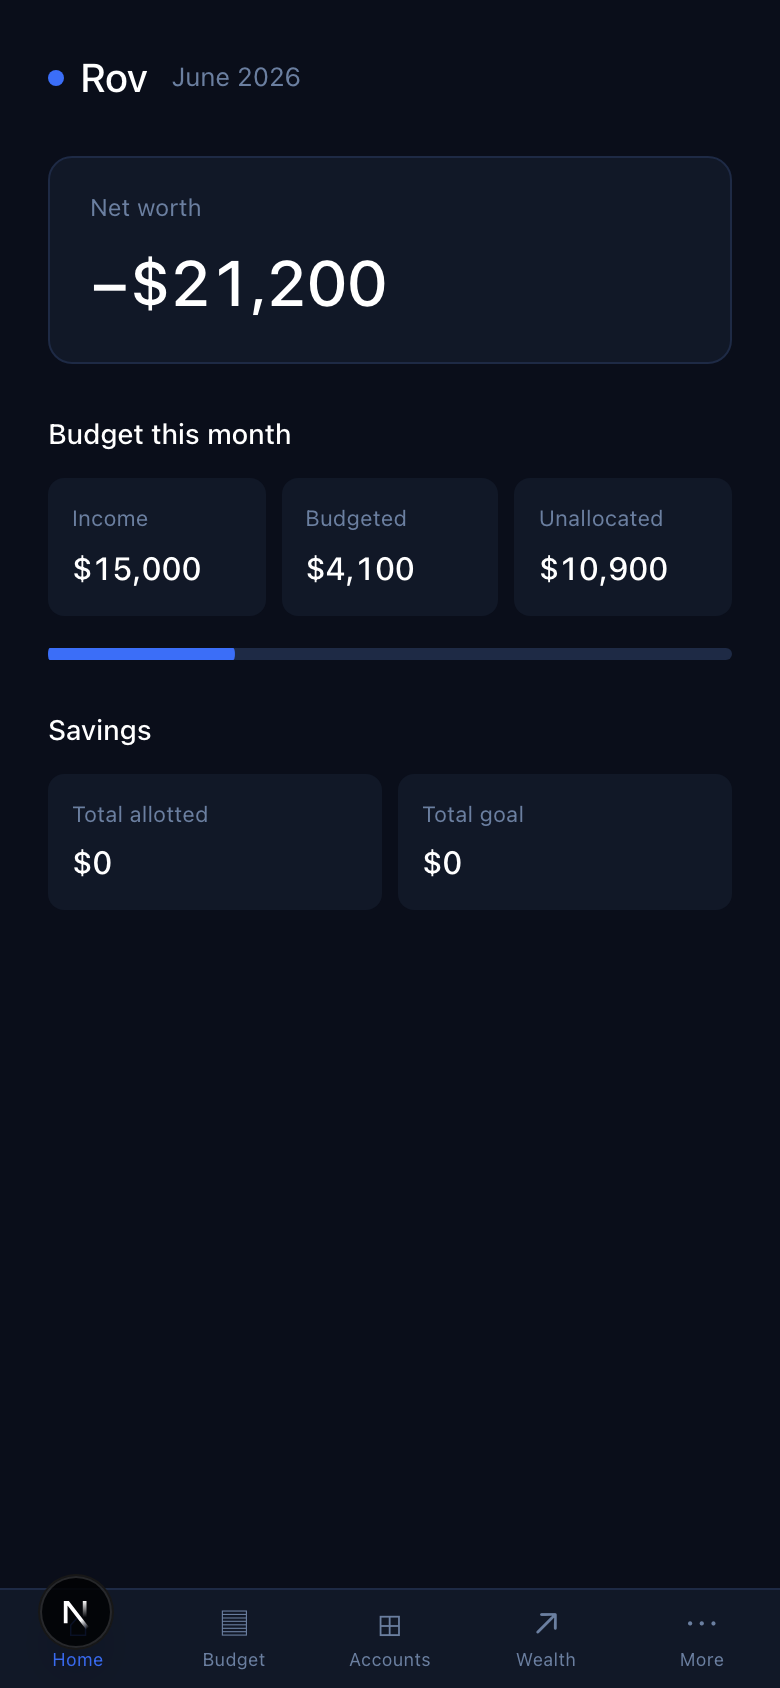 Rov June 2026
Net worth
−$21,200
Budget this month
Income Budgeted Unallocated
$15,000 $4,100 $10,900
Savings
Total allotted Total goal
$0 $0
N
Home Budget Accounts Wealth More